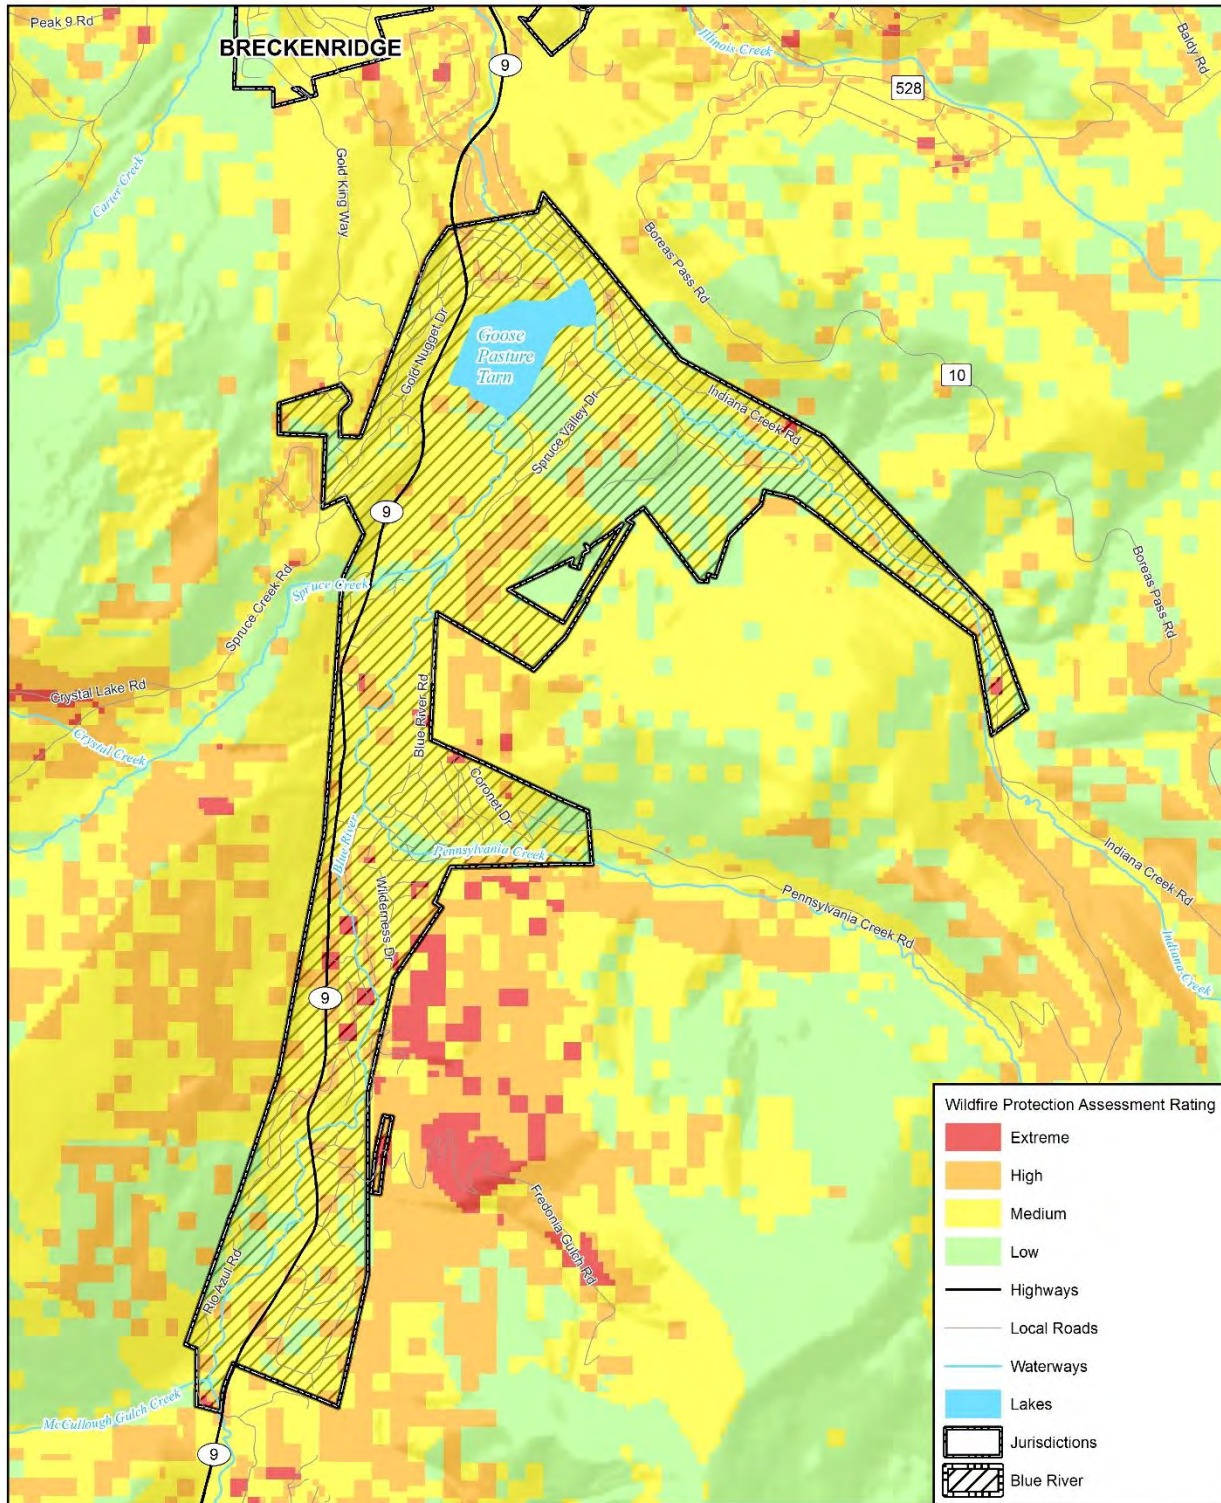 Peak 9 Rd
BRECKENRIDGE
9
Illinois Creek
Baldy Rd
528
Carter Creek
Gold King Way
Boreas Pass Rd
Goose
Pasture
Tarn
Gold Nugget Dr
10
Indiana Creek Rd
Spruce Valley Dr
9
Spruce Creek
Spruce Creek Rd
Boreas Pass Rd
Crystal Lake Rd
Crystal Creek
Blue River Rd
Coronet Dr
Blue River
Pennsylvania Creek
Indiana Creek Rd
Pennsylvania Creek Rd
Wilderness Dr
Indiana Creek
9
Fredonia Gulch Rd
Rio Azul Rd
McCullough Gulch Creek
9
Wildfire Protection Assessment Rating
Extreme
High
Medium
Low
Highways
Local Roads
Waterways
Lakes
Jurisdictions
Blue River